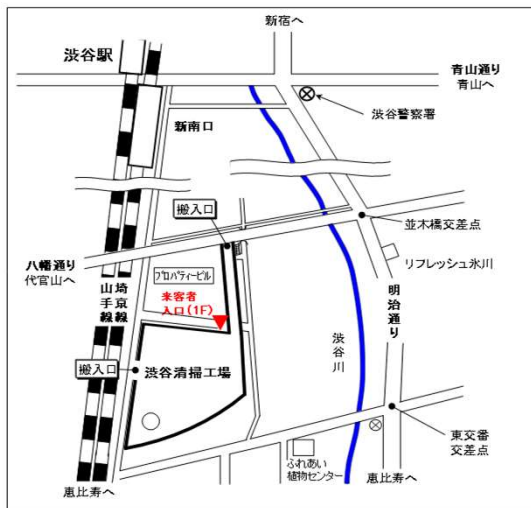 新宿へ
渋谷駅
青山通り
青山へ
渋谷警察署
新南口
搬入口
並木橋交差点
八幡通り
代官山へ
プロパティービル
リフレッシュ氷川
来客者
入口(1F)
埼京線
山手線
明治通り
渋谷川
搬入口
渋谷清掃工場
東交番
交差点
ふれあい
植物センター
恵比寿へ
恵比寿へ